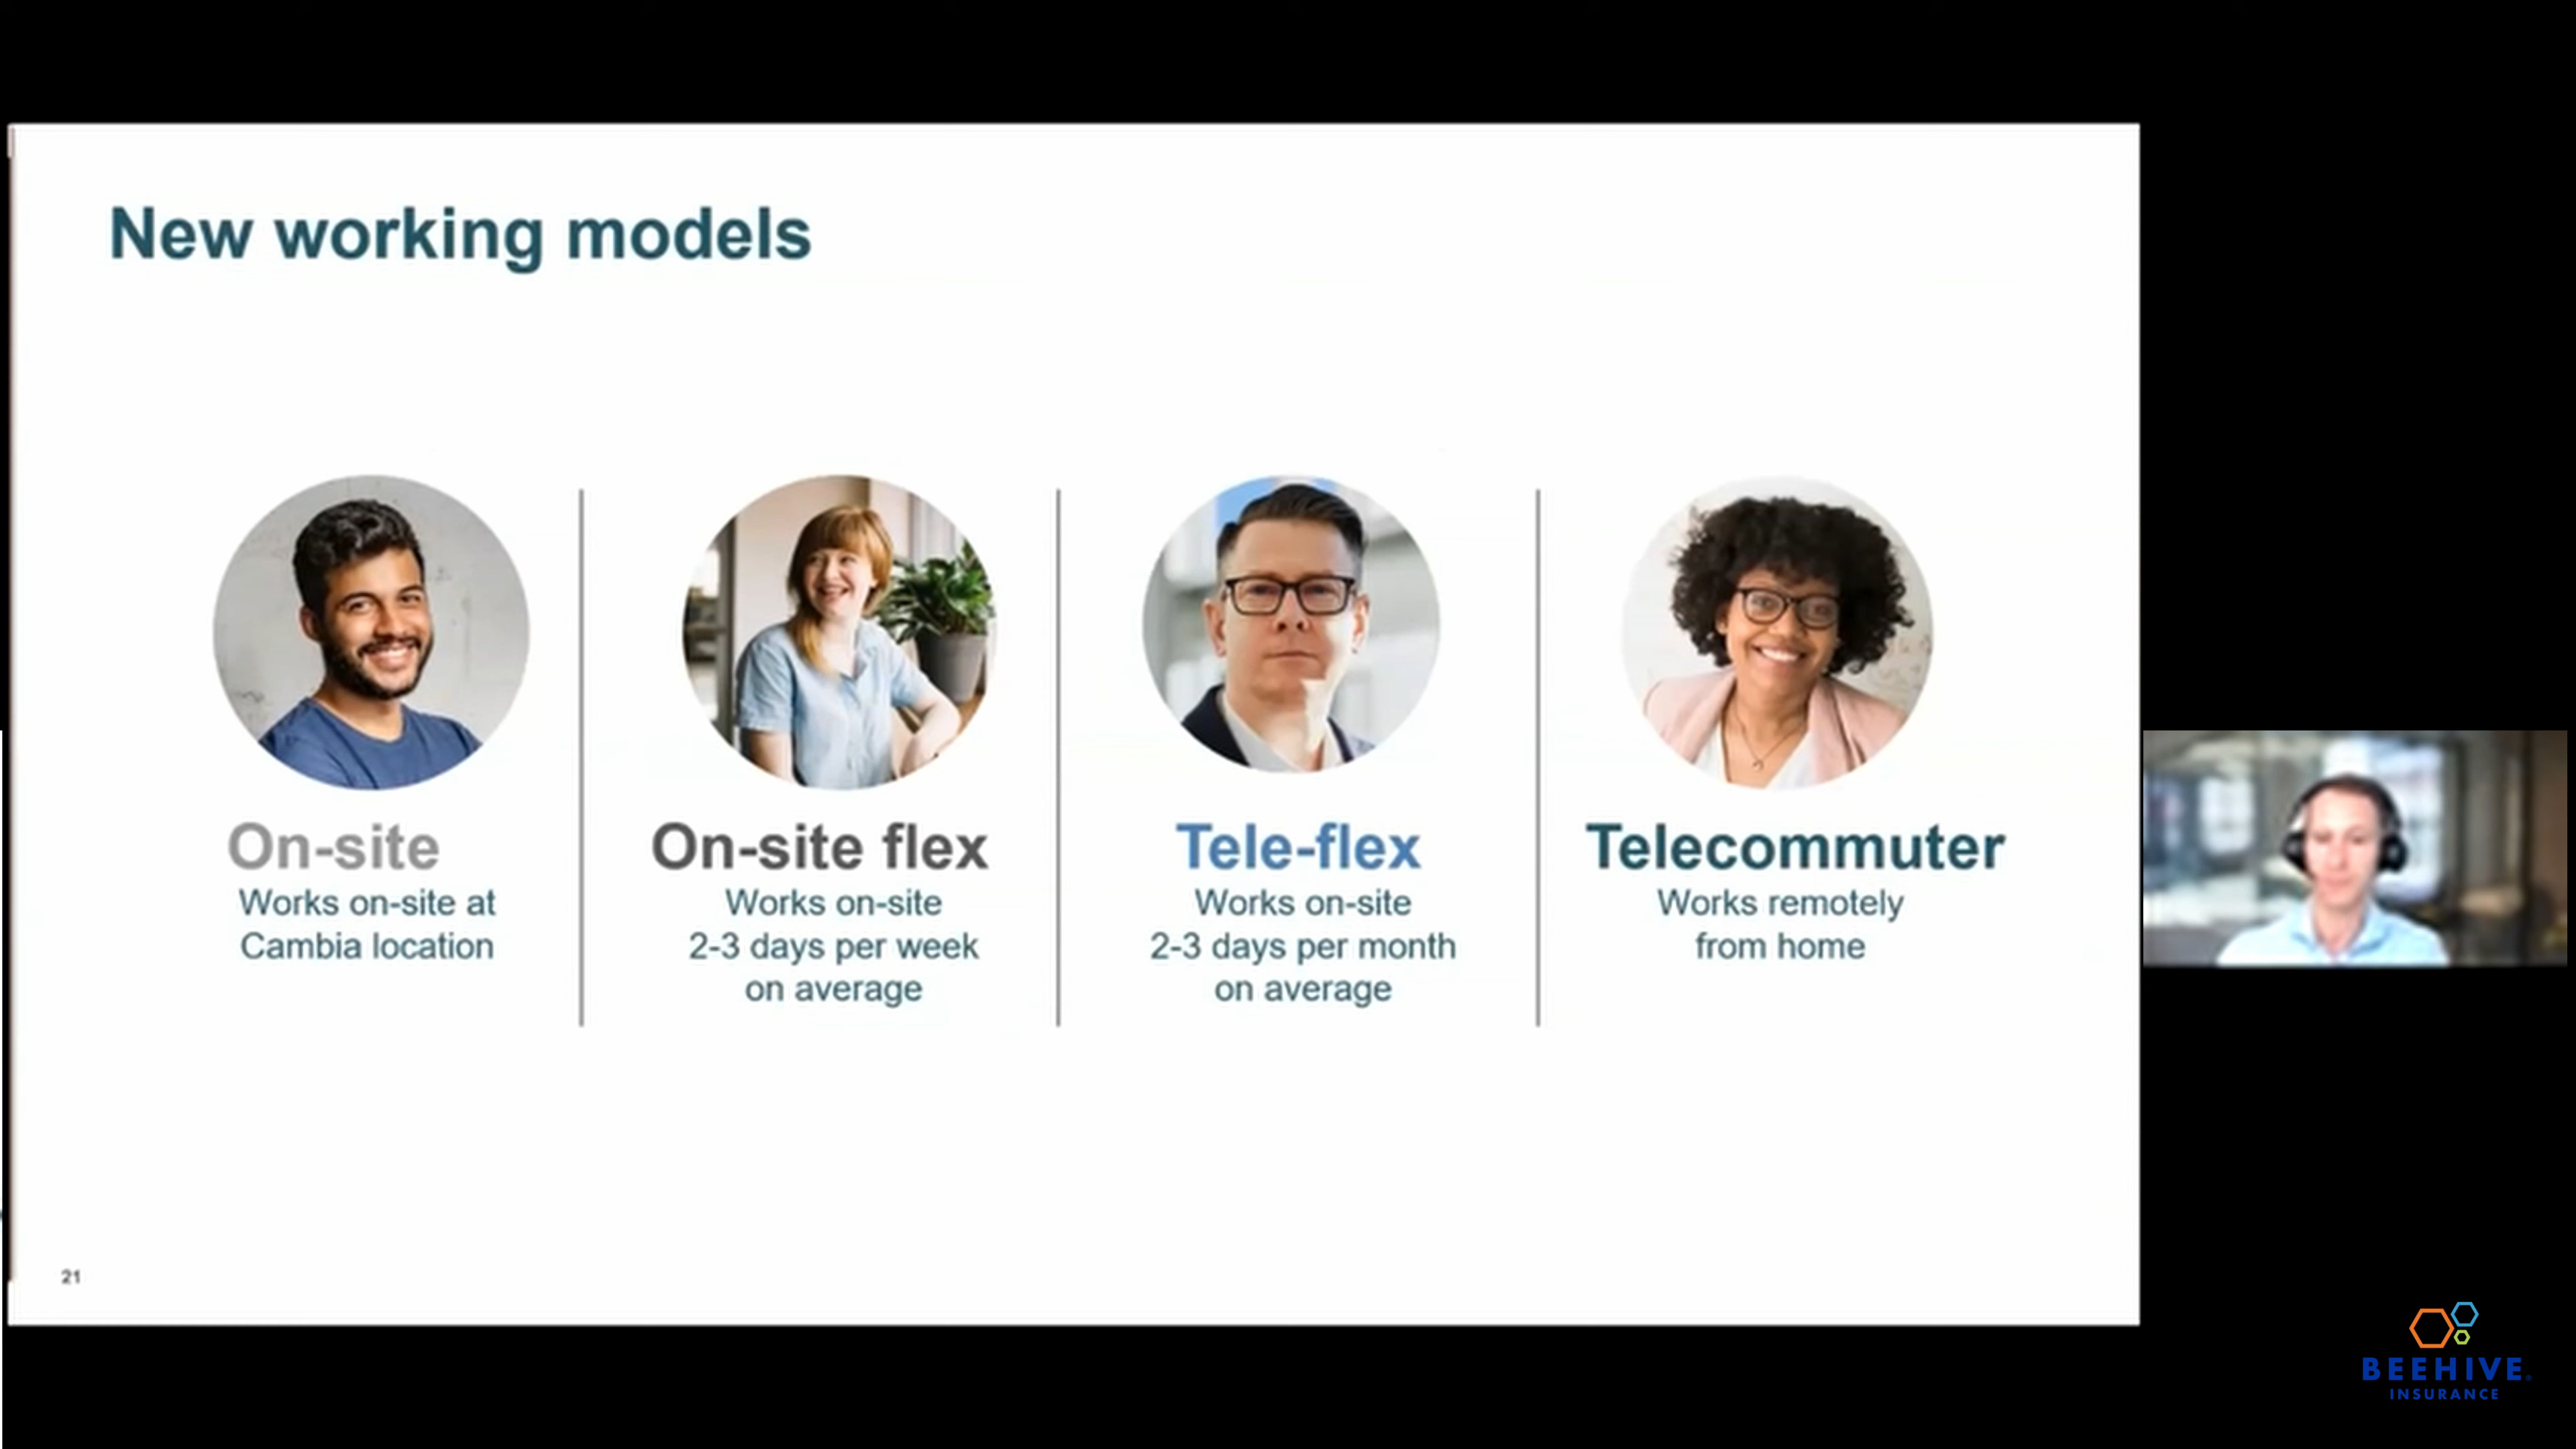 New working models
On-site
Works on-site at
Cambia location
On-site flex
Works on-site
2-3 days per week
on average
Tele-flex
Works on-site
2-3 days per month
on average
Telecommuter
Works remotely
from home
21
BEEHIVE
INSURANCE